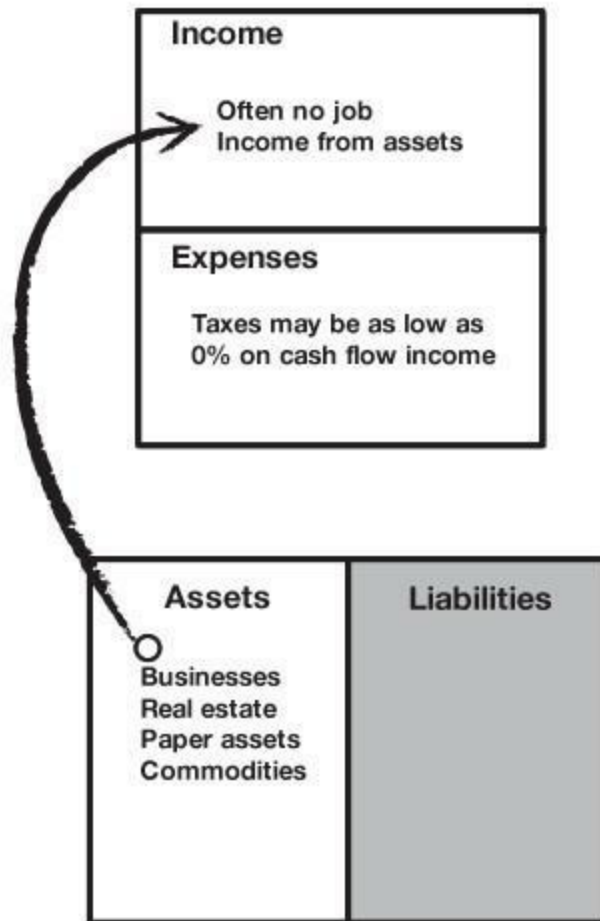 Income
Often no job
Income from assets
Expenses
Taxes may be as low as
0% on cash flow income
Assets
Businesses
Real estate
Paper assets
Commodities
Liabilities